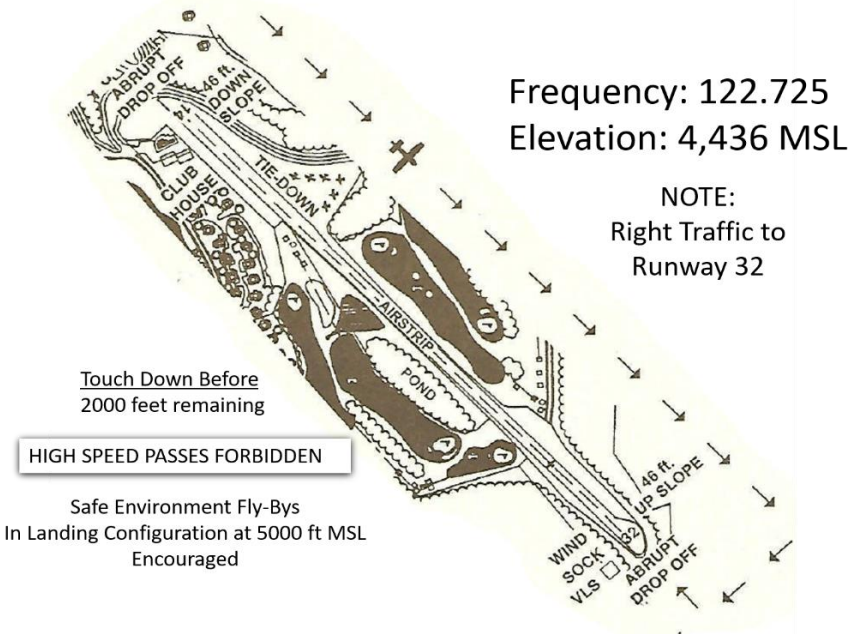 ABRUPT
DROP OFF
46 ft.
DOWN
SLOPE
14
CLUB
HOUSE
TIE-DOWN
AIRSTRIP
POND
46 ft.
UP SLOPE
32
WIND
SOCK
VLS
ABRUPT
DROP OFF
Frequency: 122.725
Elevation: 4,436 MSL
NOTE:
Right Traffic to
Runway 32
Touch Down Before
2000 feet remaining
HIGH SPEED PASSES FORBIDDEN
Safe Environment Fly-Bys
In Landing Configuration at 5000 ft MSL
Encouraged